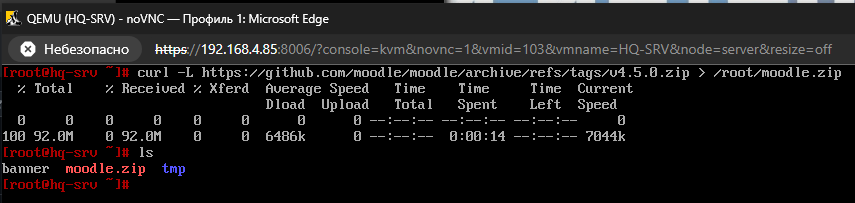 QEMU (HQ-SRV) - noVNC — Профиль 1: Microsoft Edge
Небезопасно https://192.168.4.85:8006/?console=kvm&novnc=1&vmid=103&vmname=HQ-SRV&node=server&resize=off
[root@hq-srv ~]# curl -L https://github.com/moodle/moodle/archive/refs/tags/v4.5.0.zip > /root/moodle.zip
% Total % Received % Xferd Average Speed Time Time Time Current
Dload Upload Total Spent Left Speed
0 0 0 0 0 0 0 0 --:--:-- --:--:-- --:--:-- 0
100 92.0M 0 92.0M 0 0 6486k 0 --:--:-- 0:00:14 --:--:-- 7044k
[root@hq-srv ~]# ls
banner moodle.zip tmp
[root@hq-srv ~]#